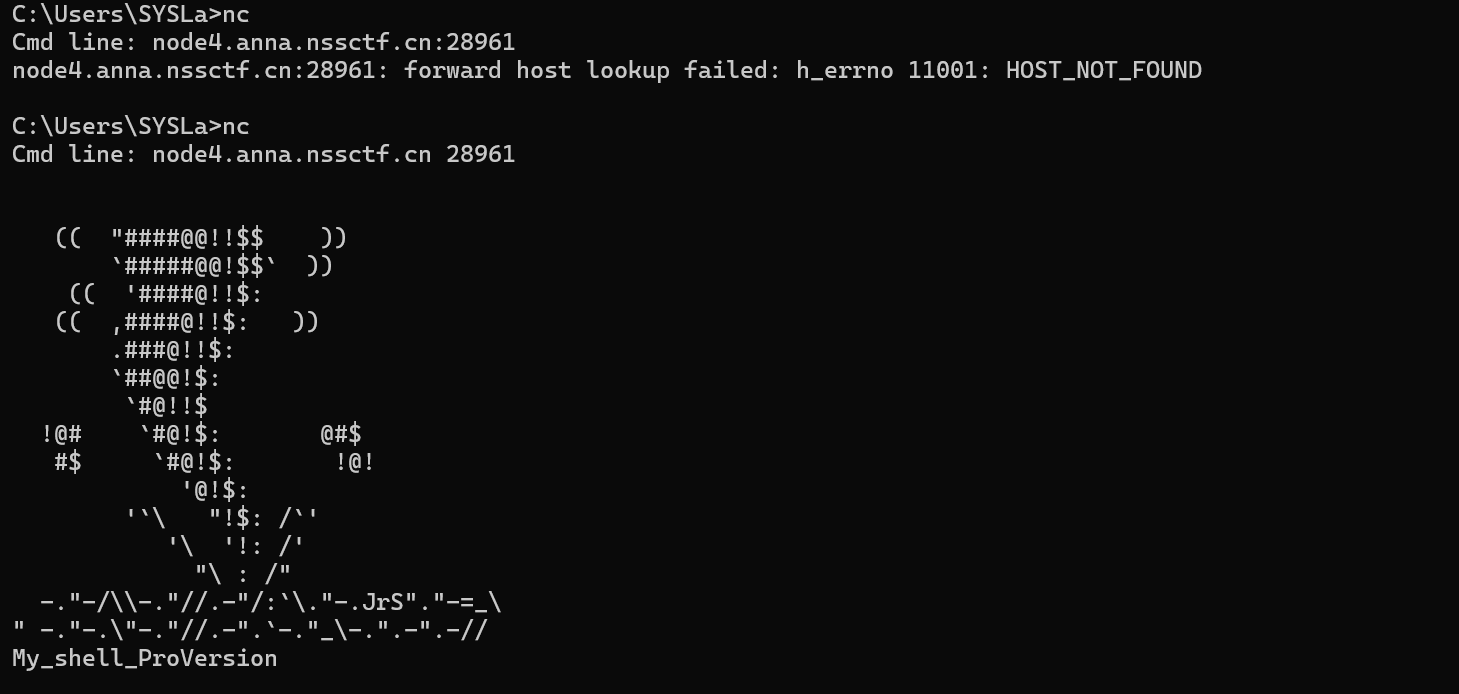 C:\Users\SYSLa>nc
Cmd line: node4.anna.nssctf.cn:28961
node4.anna.nssctf.cn:28961: forward host lookup failed: h_errno 11001: HOST_NOT_FOUND

C:\Users\SYSLa>nc
Cmd line: node4.anna.nssctf.cn 28961


   ((  "####@@!!$$    ))
       `#####@@!$$`  ))
    ((  '####@!!$:
   ((  ,####@!!$:   ))
       .###@!!$:
       `##@@!$:
        `#@!!$
  !@#    `#@!$:       @#$
   #$     `#@!$:       !@!
            '@!$:
        '`\   "!$: /`'
           '\  '!: /'
             "\ : /"
  -."-/\\-."//.-"/:`\."-.JrS"."-=_\
" -."-.\"-."//.-".`-."_\-.".-".-//
My_shell_ProVersion